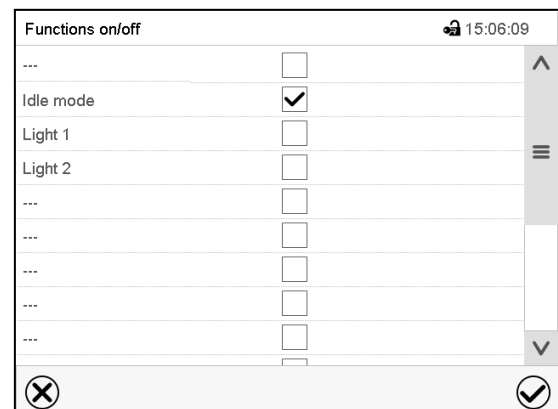 Functions on/off 15:06:09
---
Idle mode
Light 1
Light 2
---
---
---
---
---